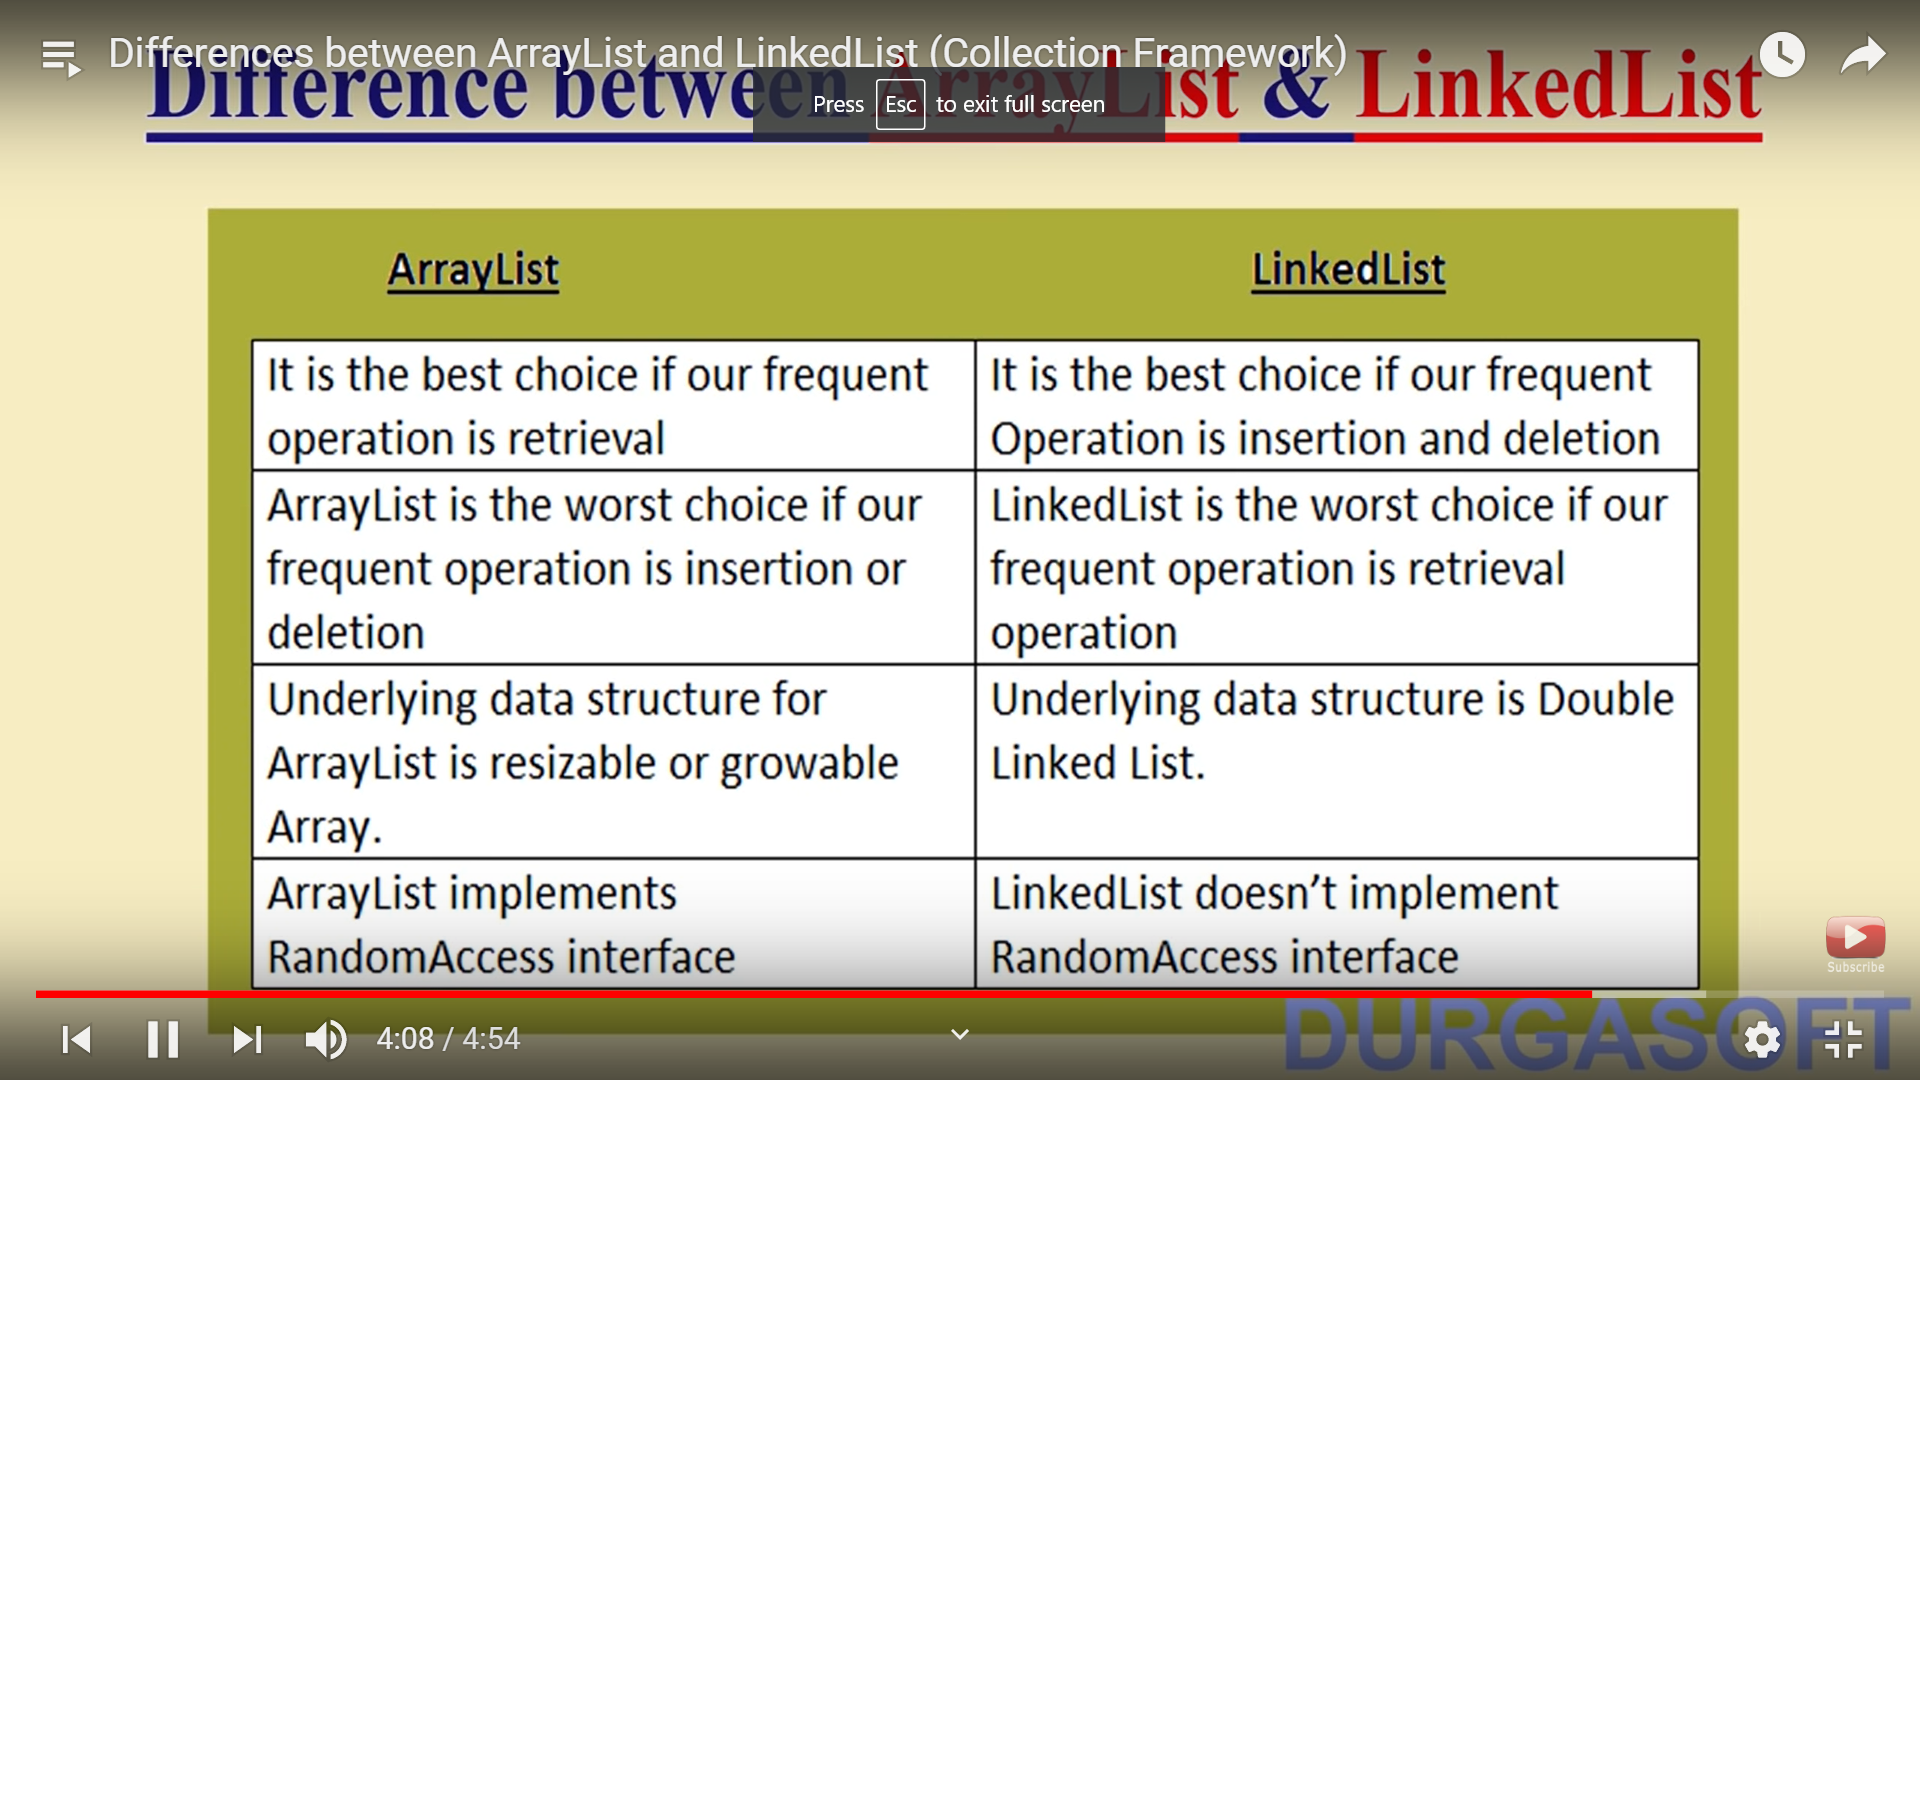 Differences between ArrayList and LinkedList (Collection Framework)
Difference between ArrayList & LinkedList
Press Esc to exit full screen
ArrayList
LinkedList
It is the best choice if our frequent
operation is retrieval
It is the best choice if our frequent
Operation is insertion and deletion
ArrayList is the worst choice if our
frequent operation is insertion or
deletion
LinkedList is the worst choice if our
frequent operation is retrieval
operation
Underlying data structure for
ArrayList is resizable or growable
Array.
Underlying data structure is Double
Linked List.
ArrayList implements
RandomAccess interface
LinkedList doesn’t implement
RandomAccess interface
Subscribe
4:08 / 4:54
DURGASOFT